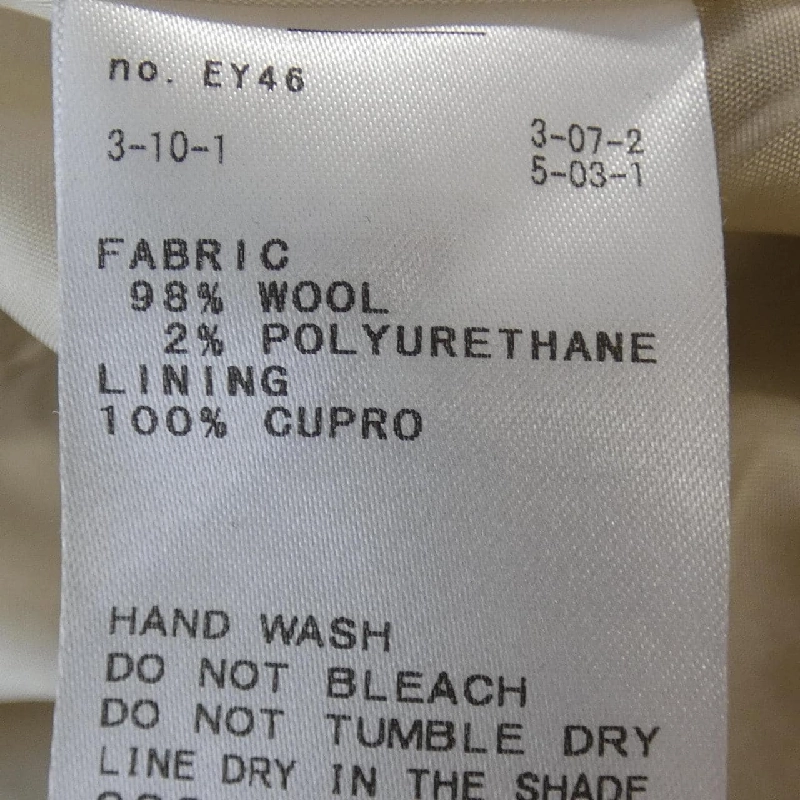 no. EY46
3-10-1 3-07-2
5-03-1
FABRIC
98% WOOL
2% POLYURETHANE
LINING
100% CUPRO
HAND WASH
DO NOT BLEACH
DO NOT TUMBLE DRY
LINE DRY IN THE SHADE